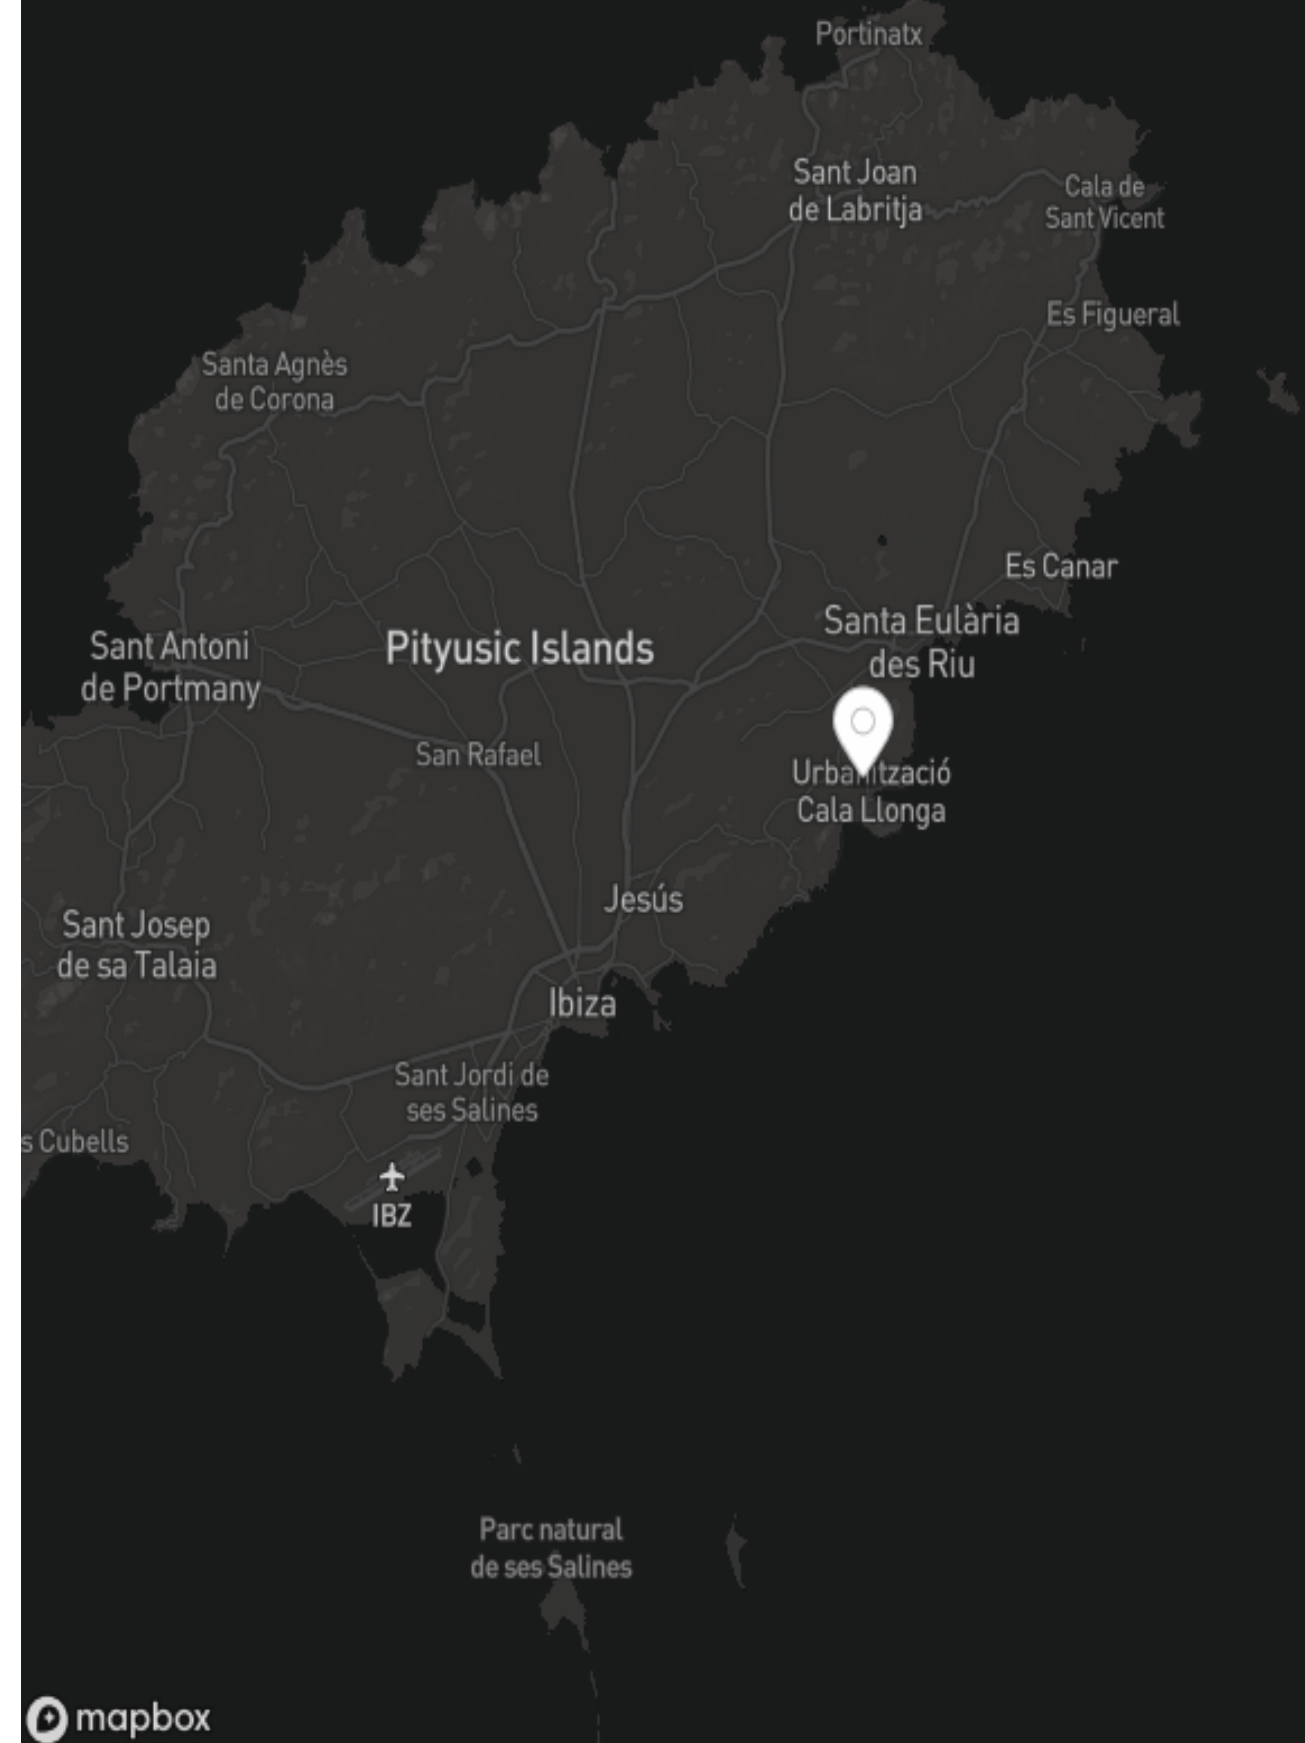 Portinatx
Sant Joan
de Labritja
Cala de
Sant Vicent
Es Figueral
Santa Agnès
de Corona
Es Canar
Santa Eulària
des Riu
Sant Antoni
de Portmany
Pityusic Islands
San Rafael
Urbanització
Cala Llonga
Jesús
Sant Josep
de sa Talaia
Ibiza
Sant Jordi de
ses Salines
s Cubells
IBZ
Parc natural
de ses Salines
mapbox